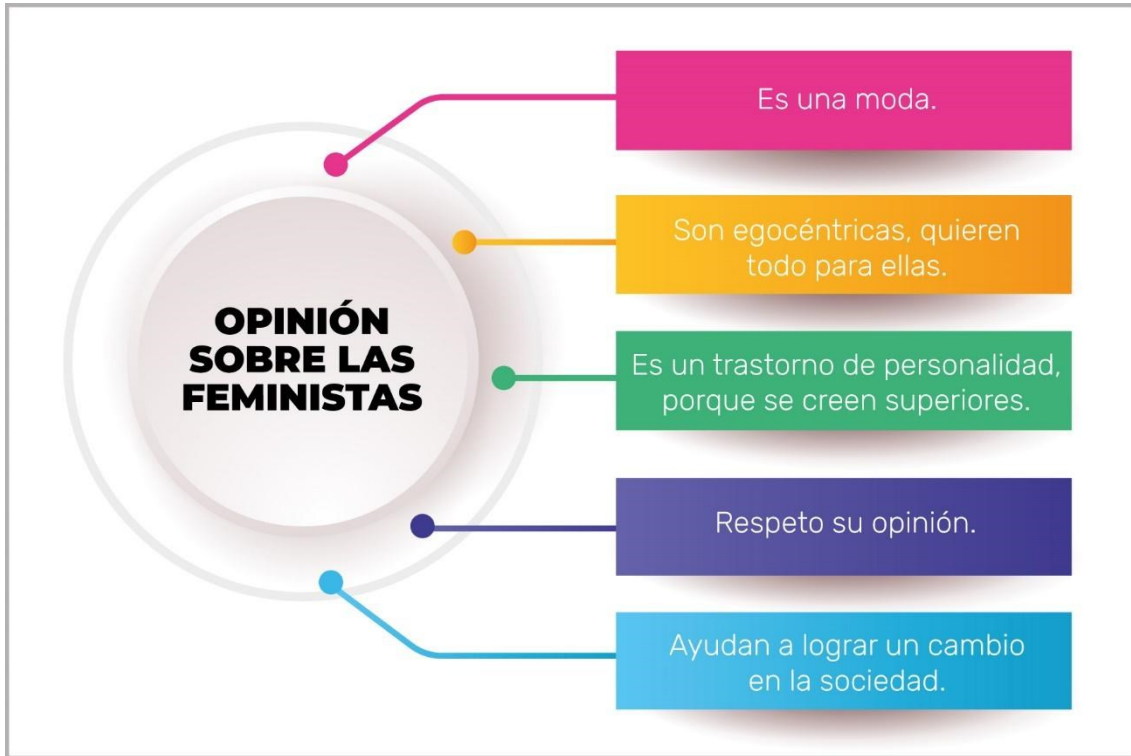 OPINIÓN
SOBRE LAS
FEMINISTAS
Es una moda.
Son egocéntricas, quieren
todo para ellas.
Es un trastorno de personalidad,
porque se creen superiores.
Respeto su opinión.
Ayudan a lograr un cambio
en la sociedad.